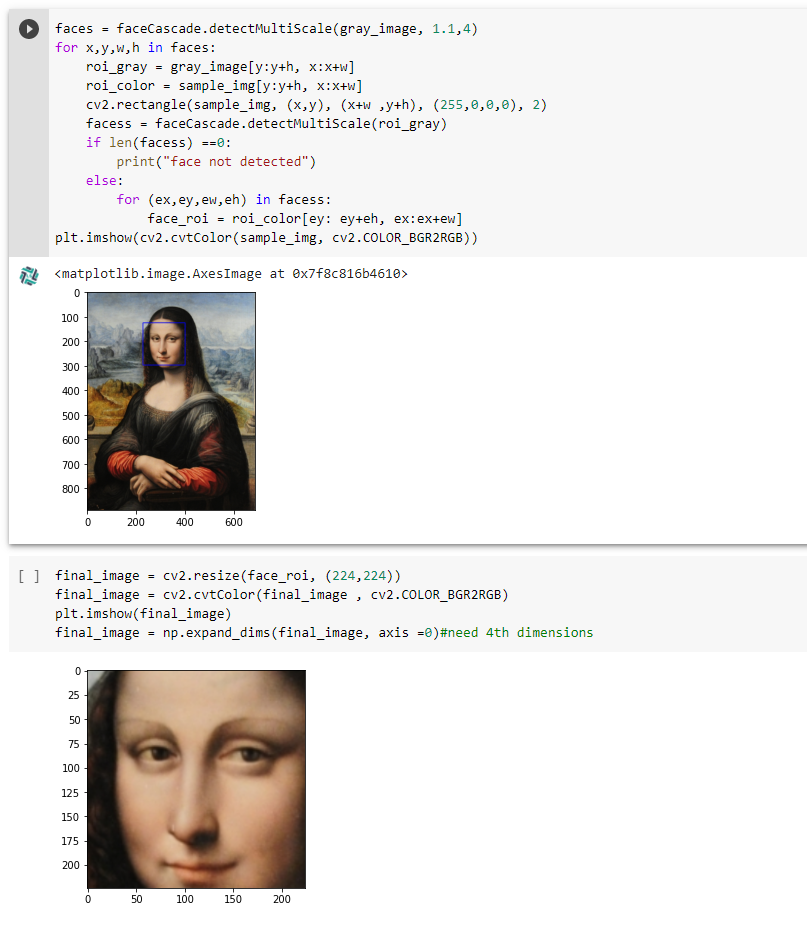 faces = faceCascade.detectMultiScale(gray_image, 1.1,4)
for x,y,w,h in faces:
    roi_gray = gray_image[y:y+h, x:x+w]
    roi_color = sample_img[y:y+h, x:x+w]
    cv2.rectangle(sample_img, (x,y), (x+w ,y+h), (255,0,0,0), 2)
    facess = faceCascade.detectMultiScale(roi_gray)
    if len(facess) ==0:
        print("face not detected")
    else:
        for (ex,ey,ew,eh) in facess:
            face_roi = roi_color[ey: ey+eh, ex:ex+ew]
plt.imshow(cv2.cvtColor(sample_img, cv2.COLOR_BGR2RGB))
<matplotlib.image.AxesImage at 0x7f8c816b4610>
0
100
200
300
400
500
600
700
800
0 200 400 600
[ ] final_image = cv2.resize(face_roi, (224,224))
final_image = cv2.cvtColor(final_image , cv2.COLOR_BGR2RGB)
plt.imshow(final_image)
final_image = np.expand_dims(final_image, axis =0)#need 4th dimensions
0
25
50
75
100
125
150
175
200
0 50 100 150 200